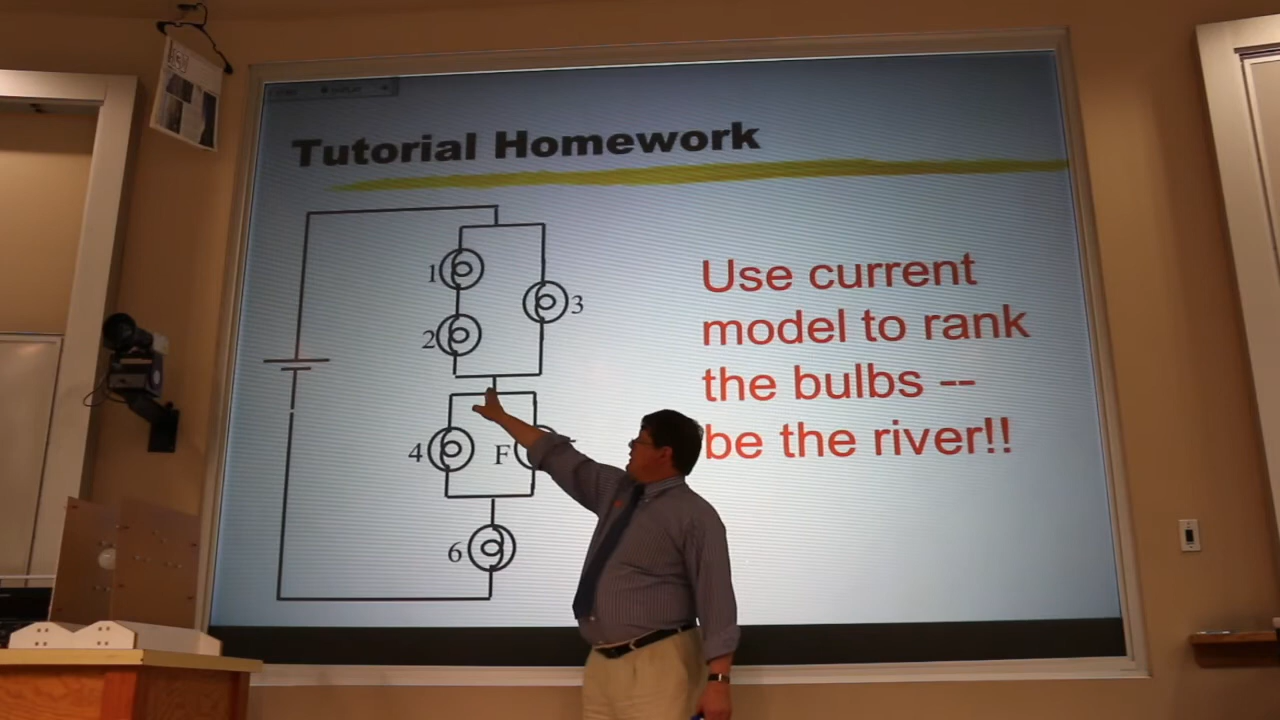 Tutorial Homework
1
3
2
4
F
6
Use current
model to rank
the bulbs --
be the river!!